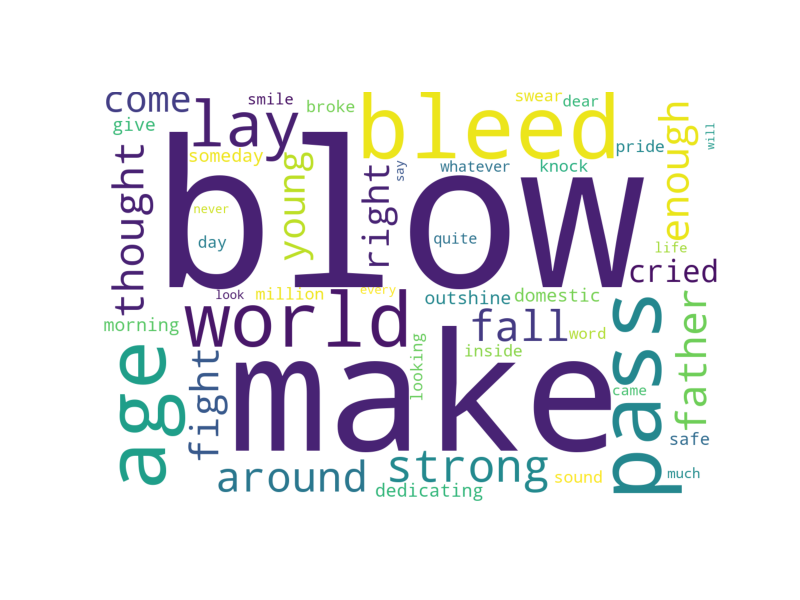 come
smile
broke
swear
dear
give
lay
bleed
enough
will
someday
thought
young
right
say
whatever
knock
pride
blow
never
day
quite
life
cried
look
million
every
outshine
domestic
morning
world
fall
word
father
pass
age
fight
make
looking
inside
came
safe
around
strong
sound
much
dedicating